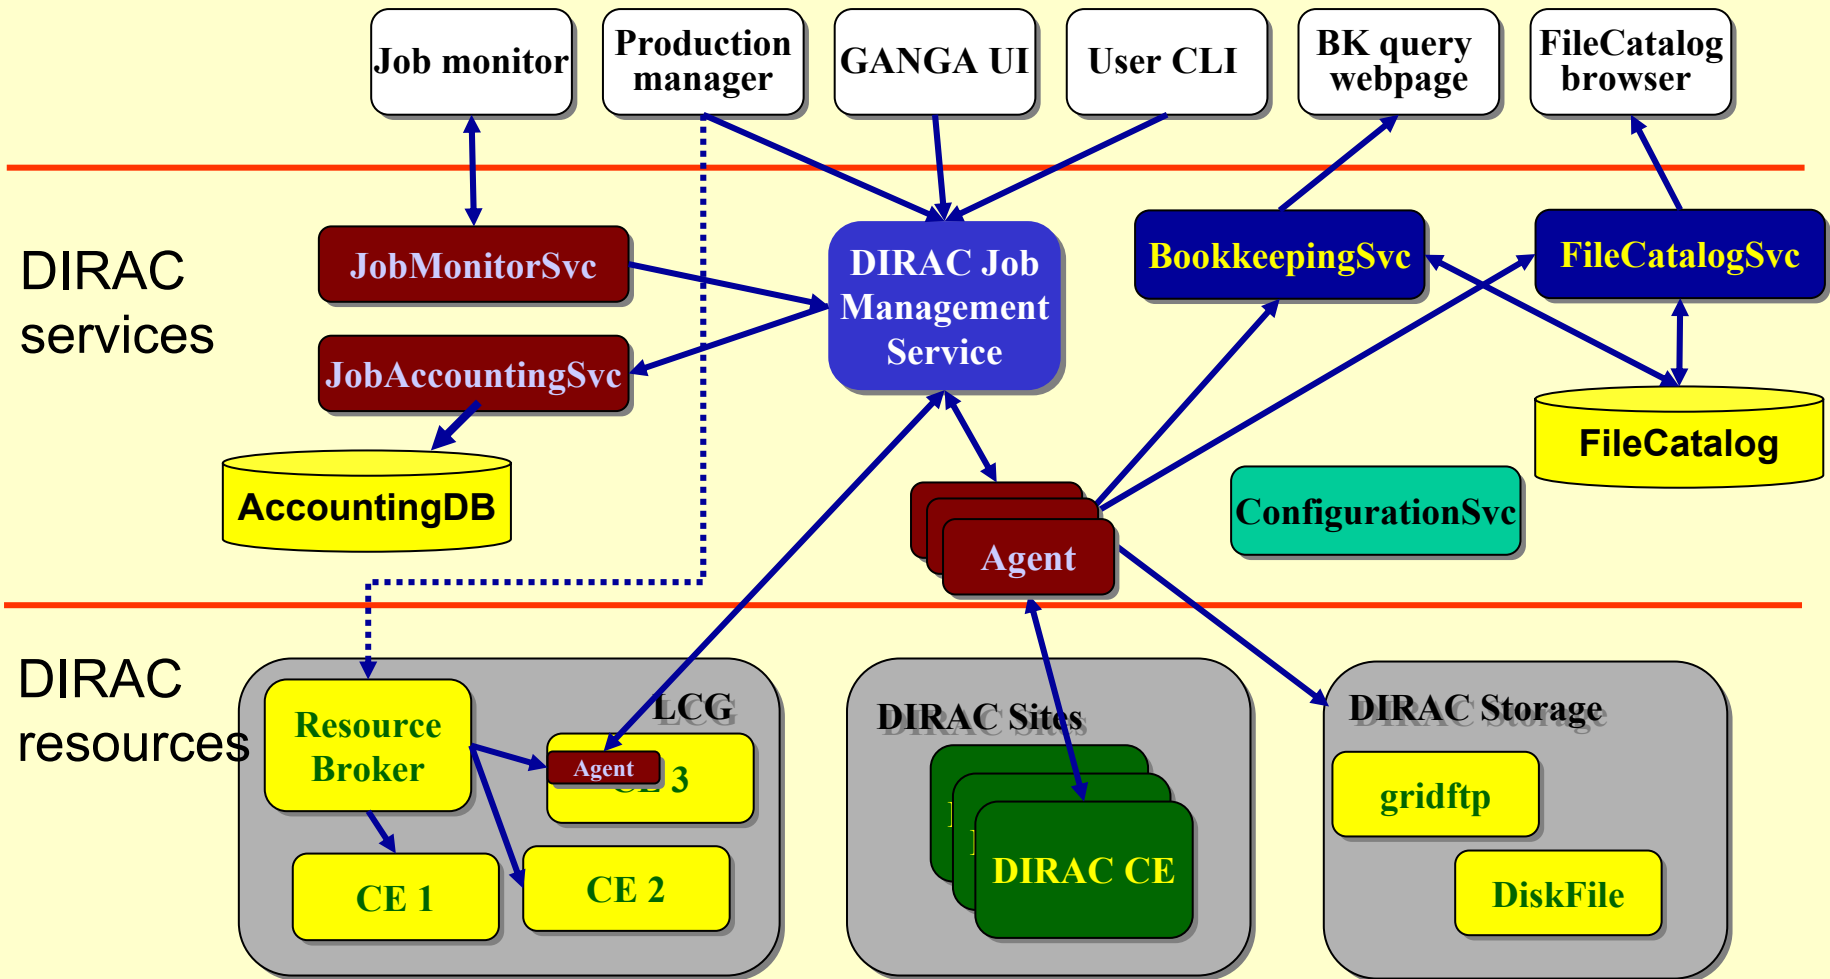 Job monitor
Production
manager
GANGA UI
User CLI
BK query
webpage
FileCatalog
browser
DIRAC
services
JobMonitorSvc
JobAccountingSvc
AccountingDB
DIRAC Job
Management
Service
BookkeepingSvc
FileCatalogSvc
FileCatalog
ConfigurationSvc
Agent
DIRAC
resources
LCG
Resource
Broker
Agent
CE 3
CE 1
CE 2
DIRAC Sites
DIRAC CE
DIRAC Storage
gridftp
DiskFile